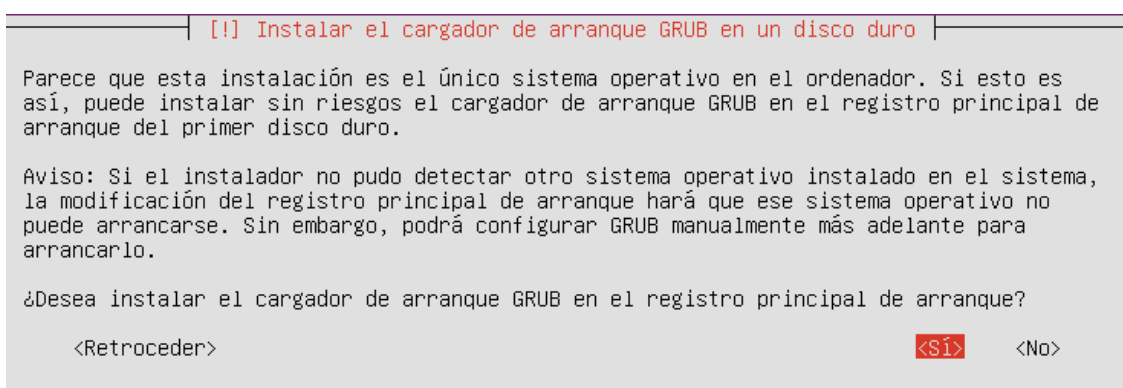 [!] Instalar el cargador de arranque GRUB en un disco duro
Parece que esta instalación es el único sistema operativo en el ordenador. Si esto es
así, puede instalar sin riesgos el cargador de arranque GRUB en el registro principal de
arranque del primer disco duro.
Aviso: Si el instalador no pudo detectar otro sistema operativo instalado en el sistema,
la modificación del registro principal de arranque hará que ese sistema operativo no
puede arrancarse. Sin embargo, podrá configurar GRUB manualmente más adelante para
arrancarlo.
¿Desea instalar el cargador de arranque GRUB en el registro principal de arranque?
<Retroceder> <Sí> <No>